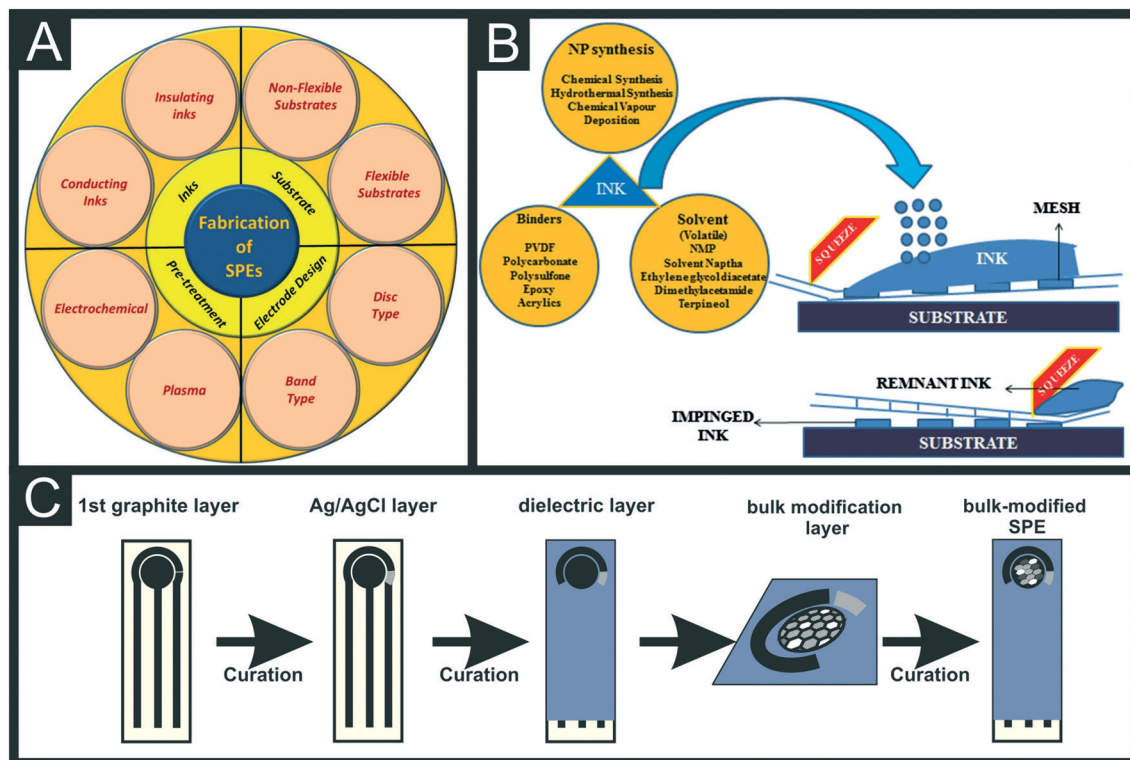 A
Insulating
inks
Non-Flexible
Substrates
Conducting
Inks
Flexible
Substrates
Inks
Substrate
Fabrication
of
SPEs
Pre-treatment
Electrode Design
Electrochemical
Disc
Type
Plasma
Band
Type
B
NP synthesis
Chemical Synthesis
Hydrothermal Synthesis
Chemical Vapour
Deposition
INK
Binders
PVDF
Polycarbonate
Polysulfone
Epoxy
Acrylics
Solvent
(Volatile)
NMP
Solvent Naptha
Ethylene glycol diacetate
Dimethylacetamide
Terpineol
SQUEEZE
MESH
INK
SUBSTRATE
REMNANT INK
SQUEEZE
IMPINGED
INK
SUBSTRATE
C
1st graphite layer
Ag/AgCl layer
dielectric layer
bulk modification
layer
bulk-modified
SPE
Curation
Curation
Curation